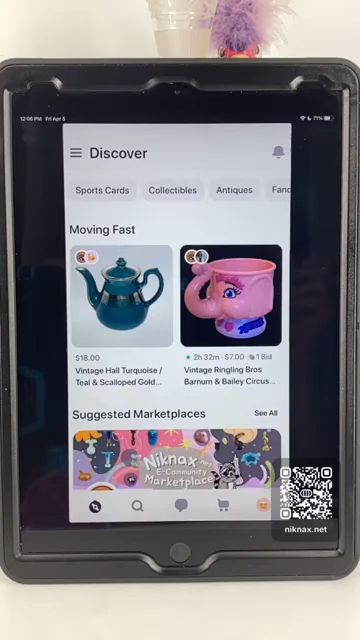 12:06 PM Fri Apr 5
71%
Discover
Sports Cards
Collectibles
Antiques
Fanc
Moving Fast
$18.00
Vintage Hall Turquoise /
Teal & Scalloped Gold...
2h 32m · $7.00 · 1 Bid
Vintage Ringling Bros
Barnum & Bailey Circus...
Suggested Marketplaces
See All
Niknax.net
E-Community
Marketplace
niknax.net